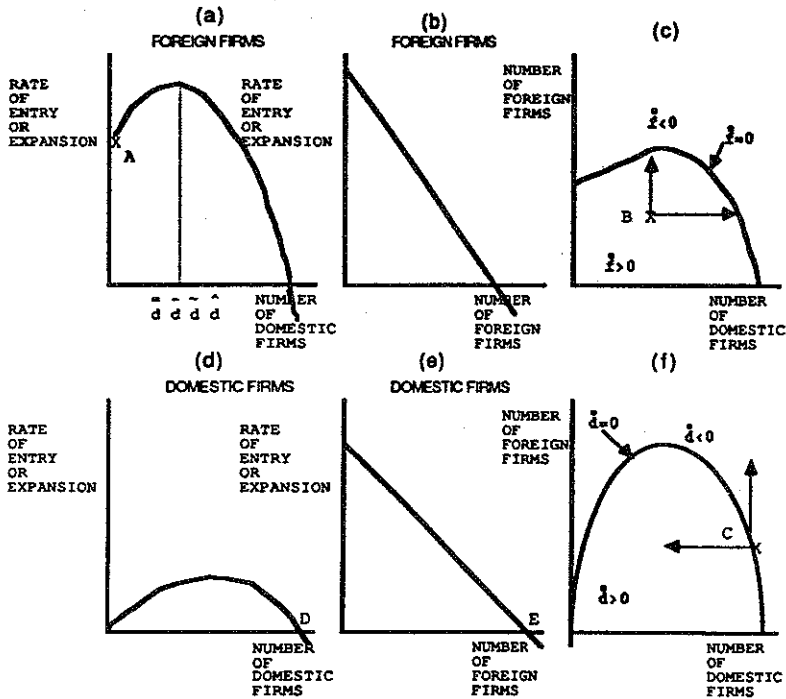 (a)
FOREIGN FIRMS
RATE
OF
ENTRY
OR
EXPANSION
X
A
d̿ d̄ d̃ d̂
NUMBER
OF
DOMESTIC
FIRMS
(b)
FOREIGN FIRMS
RATE
OF
ENTRY
OR
EXPANSION
NUMBER
OF
FOREIGN
FIRMS
(c)
NUMBER
OF
FOREIGN
FIRMS
f̊<0
f̊=0
B X
f̊>0
NUMBER
OF
DOMESTIC
FIRMS
(d)
DOMESTIC FIRMS
RATE
OF
ENTRY
OR
EXPANSION
D
NUMBER
OF
DOMESTIC
FIRMS
(e)
DOMESTIC FIRMS
RATE
OF
ENTRY
OR
EXPANSION
E
NUMBER
OF
FOREIGN
FIRMS
(f)
NUMBER
OF
FOREIGN
FIRMS
d̊=0
d̊<0
C X
d̊>0
NUMBER
OF
DOMESTIC
FIRMS